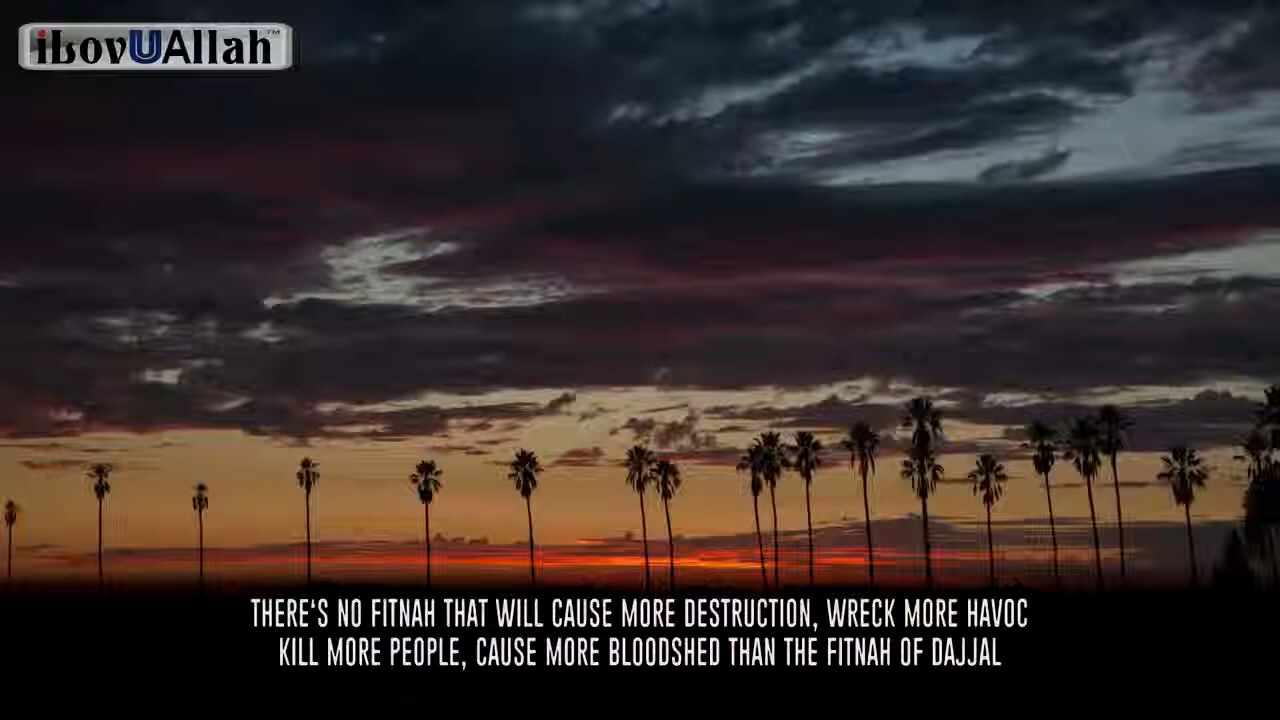 iLovUAllah™
THERE'S NO FITNAH THAT WILL CAUSE MORE DESTRUCTION, WRECK MORE HAVOC
KILL MORE PEOPLE, CAUSE MORE BLOODSHED THAN THE FITNAH OF DAJJAL